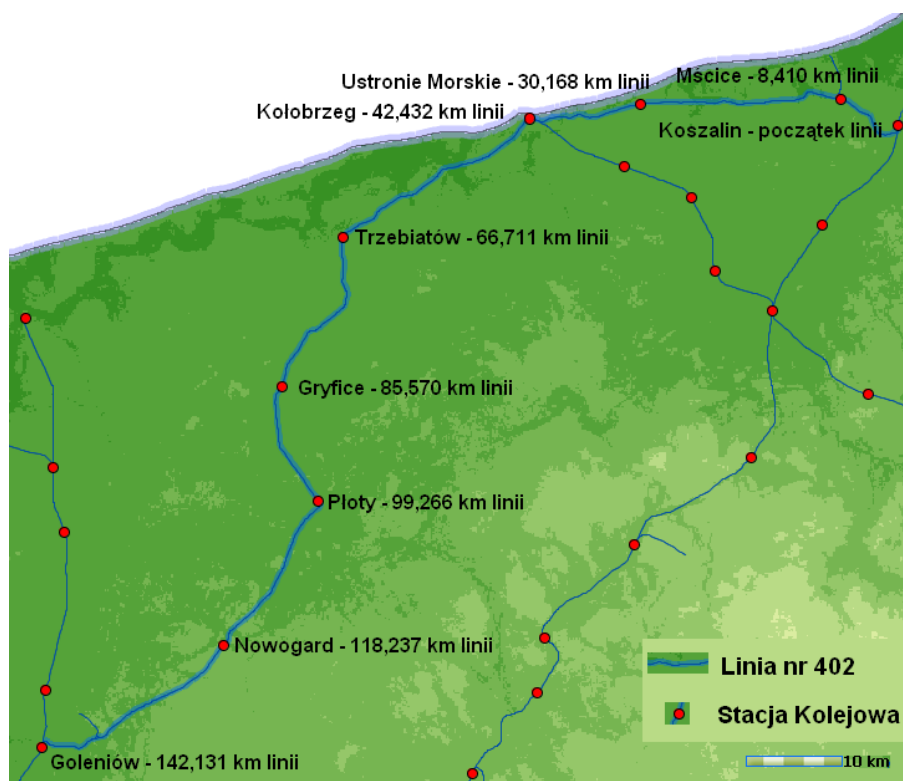 Ustronie Morskie - 30,168 km linii
Mścice - 8,410 km linii
Kołobrzeg - 42,432 km linii
Koszalin - początek linii
Trzebiatów - 66,711 km linii
Gryfice - 85,570 km linii
Płoty - 99,266 km linii
Nowogard - 118,237 km linii
Goleniów - 142,131 km linii
Linia nr 402
Stacja Kolejowa
10 km